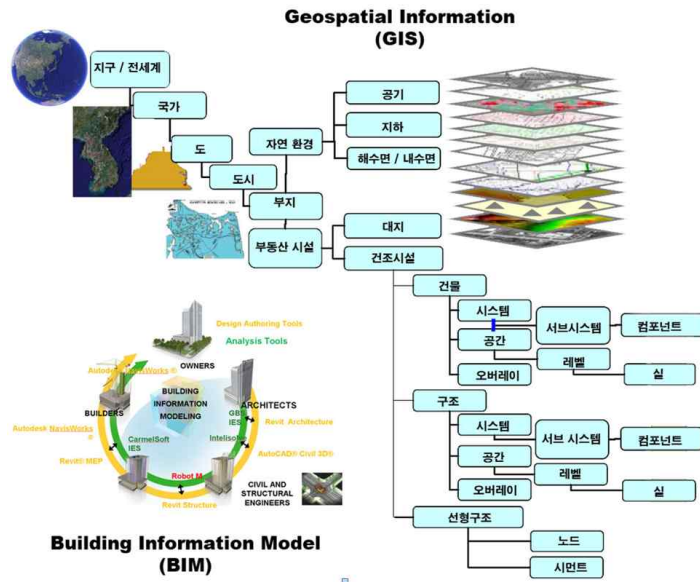 Geospatial Information
(GIS)
지구 / 전세계
국가
도
도시
부지
자연 환경
공기
지하
해수면 / 내수면
부동산 시설
대지
건조시설
건물
시스템
서브시스템
컴포넌트
공간
레벨
실
오버레이
구조
시스템
서브 시스템
컴포넌트
공간
레벨
실
오버레이
선형구조
노드
시먼트
Design Authoring Tools
Analysis Tools
OWNERS
Autodesk NavisWorks ®
BUILDING
INFORMATION
MODELING
BUILDERS
ARCHITECTS
GBS
IES
Revit Architecture
Autodesk NavisWorks
®
CarmelSoft
IES
AutoCAD® Civil 3D®
Revit® MEP
Robot M
CIVIL AND
STRUCTURAL
ENGINEERS
Revit Structure
Building Information Model
(BIM)